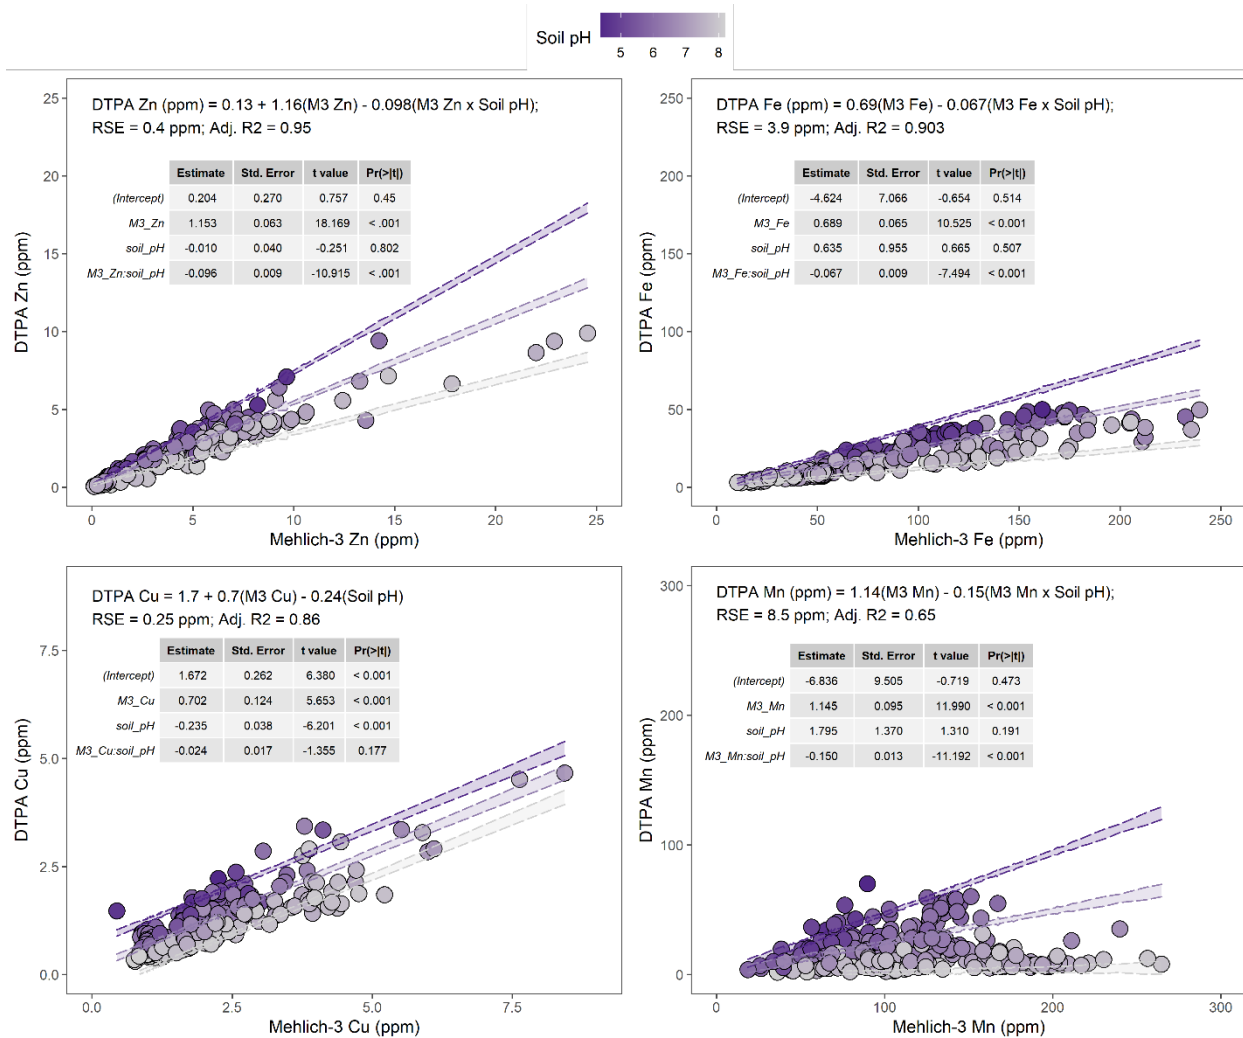 Soil pH
5 6 7 8
DTPA Zn (ppm) = 0.13 + 1.16(M3 Zn) - 0.098(M3 Zn x Soil pH);
RSE = 0.4 ppm; Adj. R2 = 0.95
Estimate Std. Error t value Pr(>|t|)
(Intercept) 0.204 0.270 0.757 0.45
M3_Zn 1.153 0.063 18.169 < .001
soil_pH -0.010 0.040 -0.251 0.802
M3_Zn:soil_pH -0.096 0.009 -10.915 < .001
DTPA Zn (ppm)
25
20
15
10
5
0
0 5 10 15 20 25
Mehlich-3 Zn (ppm)
DTPA Fe (ppm) = 0.69(M3 Fe) - 0.067(M3 Fe x Soil pH);
RSE = 3.9 ppm; Adj. R2 = 0.903
Estimate Std. Error t value Pr(>|t|)
(Intercept) -4.624 7.066 -0.654 0.514
M3_Fe 0.689 0.065 10.525 < 0.001
soil_pH 0.635 0.955 0.665 0.507
M3_Fe:soil_pH -0.067 0.009 -7.494 < 0.001
DTPA Fe (ppm)
250
200
150
100
50
0
0 50 100 150 200 250
Mehlich-3 Fe (ppm)
DTPA Cu = 1.7 + 0.7(M3 Cu) - 0.24(Soil pH)
RSE = 0.25 ppm; Adj. R2 = 0.86
Estimate Std. Error t value Pr(>|t|)
(Intercept) 1.672 0.262 6.380 < 0.001
M3_Cu 0.702 0.124 5.653 < 0.001
soil_pH -0.235 0.038 -6.201 < 0.001
M3_Cu:soil_pH -0.024 0.017 -1.355 0.177
DTPA Cu (ppm)
7.5
5.0
2.5
0.0
0.0 2.5 5.0 7.5
Mehlich-3 Cu (ppm)
DTPA Mn (ppm) = 1.14(M3 Mn) - 0.15(M3 Mn x Soil pH);
RSE = 8.5 ppm; Adj. R2 = 0.65
Estimate Std. Error t value Pr(>|t|)
(Intercept) -6.836 9.505 -0.719 0.473
M3_Mn 1.145 0.095 11.990 < 0.001
soil_pH 1.795 1.370 1.310 0.191
M3_Mn:soil_pH -0.150 0.013 -11.192 < 0.001
DTPA Mn (ppm)
300
200
100
0
0 100 200 300
Mehlich-3 Mn (ppm)